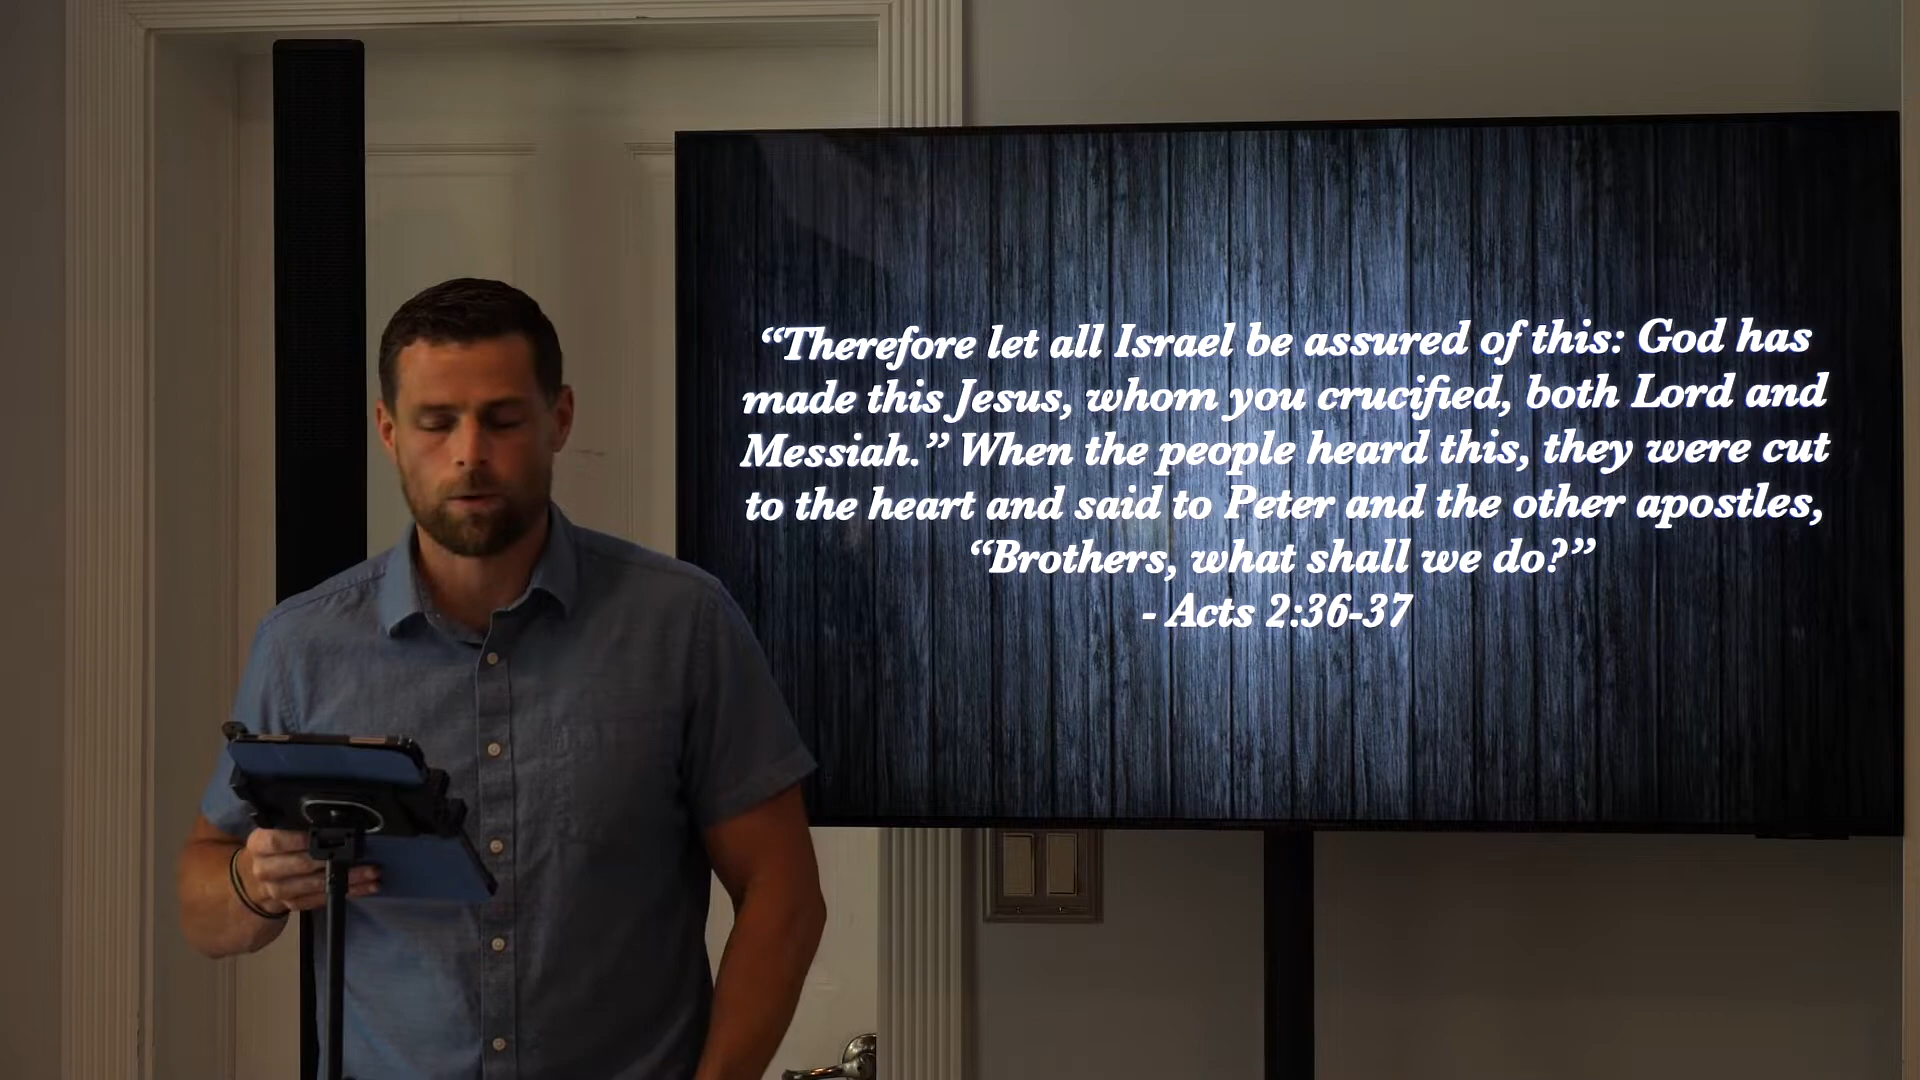 “Therefore let all Israel be assured of this: God has
made this Jesus, whom you crucified, both Lord and
Messiah.” When the people heard this, they were cut
to the heart and said to Peter and the other apostles,
“Brothers, what shall we do?”
- Acts 2:36-37